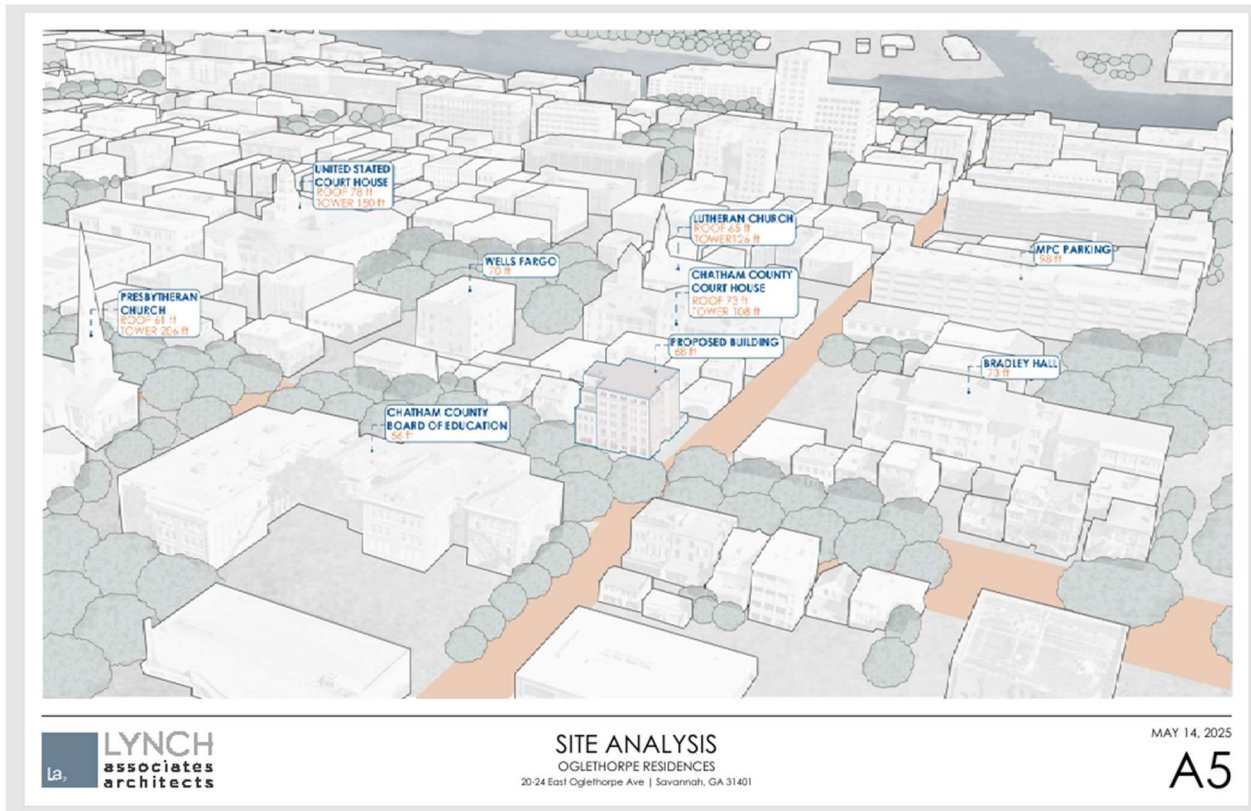 UNITED STATED
COURT HOUSE
ROOF 78 ft
TOWER 150 ft
LUTHERAN CHURCH
ROOF 65 ft
TOWER126 ft
WELLS FARGO
70 ft
MPC PARKING
98 ft
CHATHAM COUNTY
COURT HOUSE
ROOF 73 ft
TOWER 108 ft
PRESBYTHERAN
CHURCH
ROOF 61 ft
TOWER 206 ft
PROPOSED BUILDING
68 ft
BRADLEY HALL
73 ft
CHATHAM COUNTY
BOARD OF EDUCATION
66 ft
La,
LYNCH
associates
architects
SITE ANALYSIS
OGLETHORPE RESIDENCES
20-24 East Oglethorpe Ave | Savannah, GA 31401
MAY 14, 2025
A5